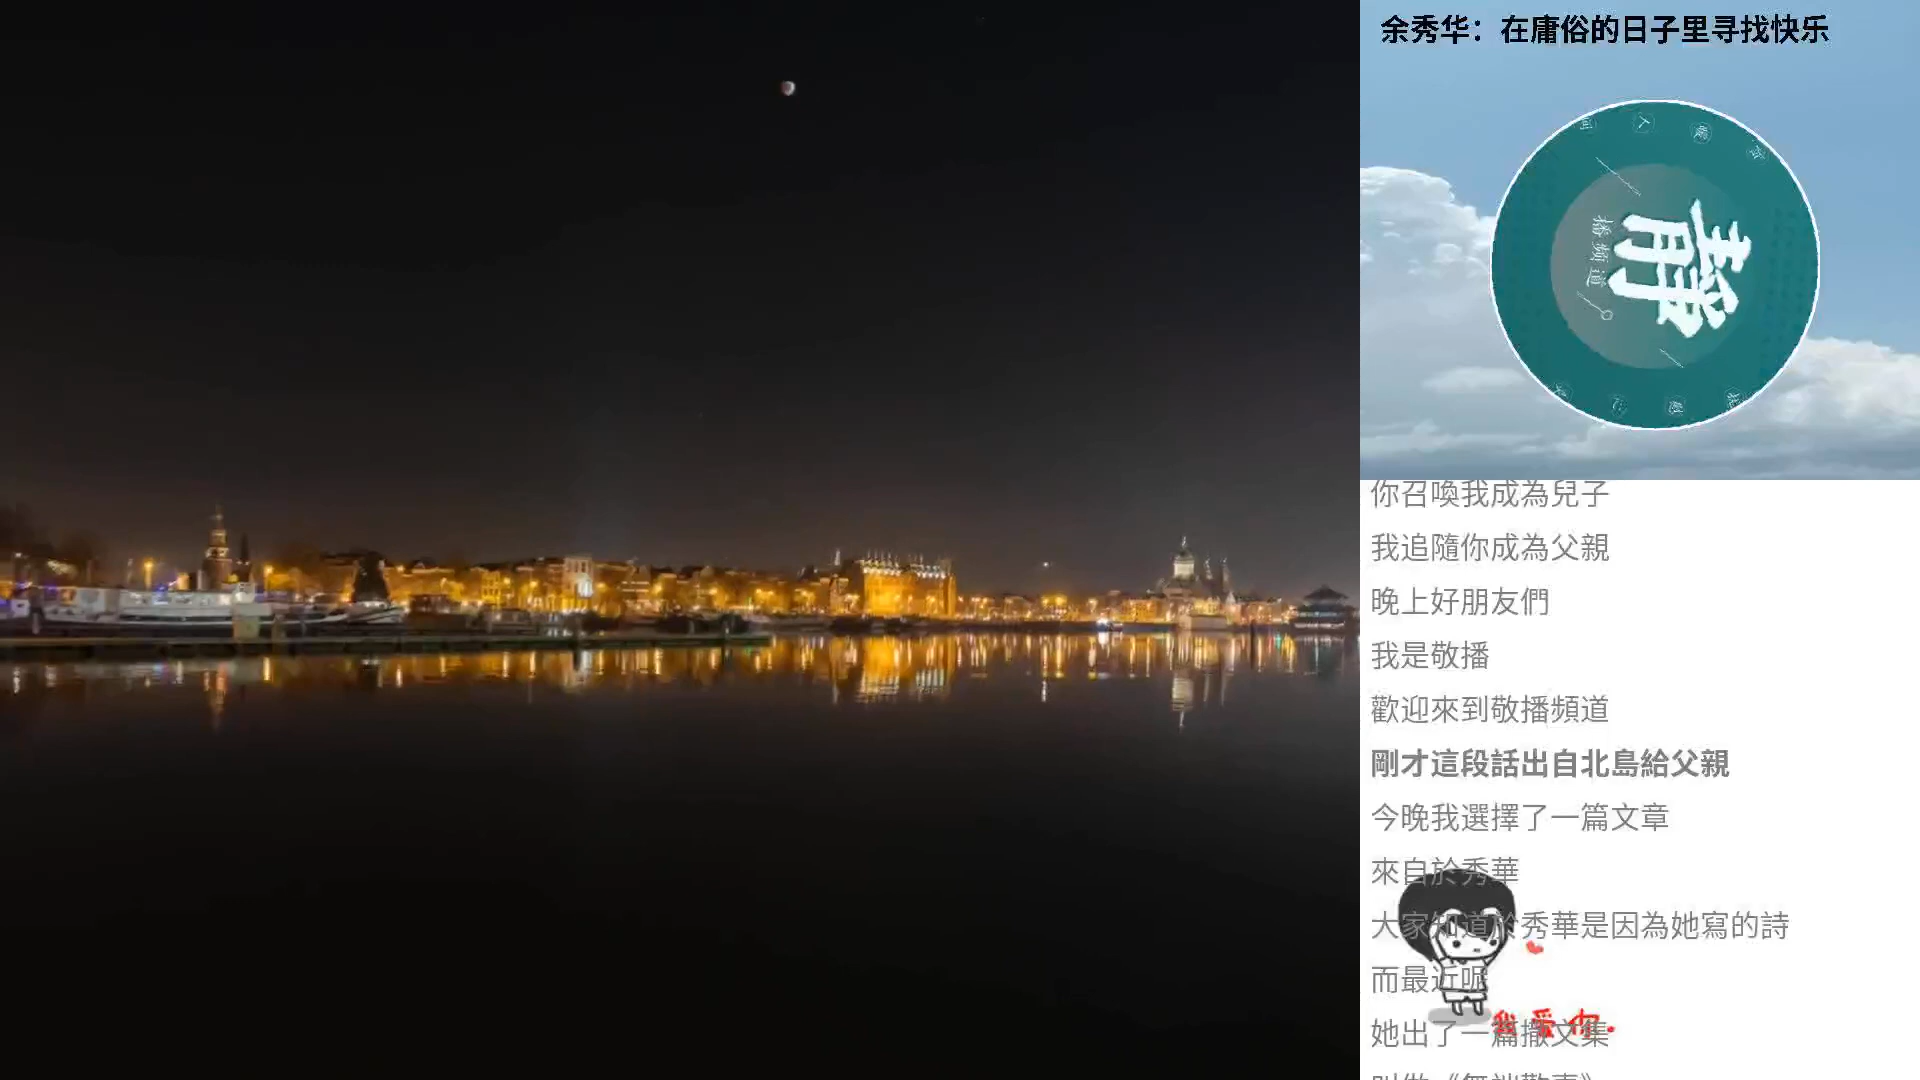 余秀华：在庸俗的日子里寻找快乐
靜
播頻道
你召喚我成為兒子
我追隨你成為父親
晚上好朋友們
我是敬播
歡迎來到敬播頻道
剛才這段話出自北島給父親
今晚我選擇了一篇文章
來自於秀華
大家知道於秀華是因為她寫的詩
而最近呢
她出了一篇撒文集
我爱你.